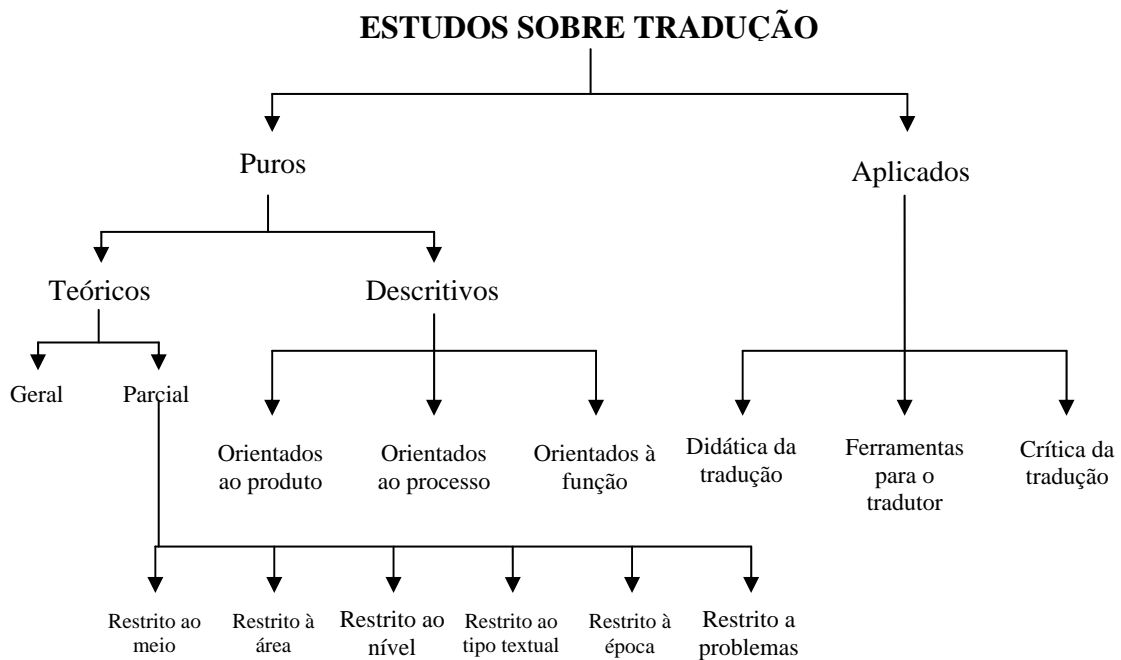 ESTUDOS SOBRE TRADUÇÃO
Puros
Aplicados
Teóricos
Descritivos
Geral
Parcial
Orientados
ao produto
Orientados
ao processo
Orientados à
função
Didática da
tradução
Ferramentas
para o
tradutor
Crítica da
tradução
Restrito ao
meio
Restrito à
área
Restrito ao
nível
Restrito ao
tipo textual
Restrito à
época
Restrito a
problemas